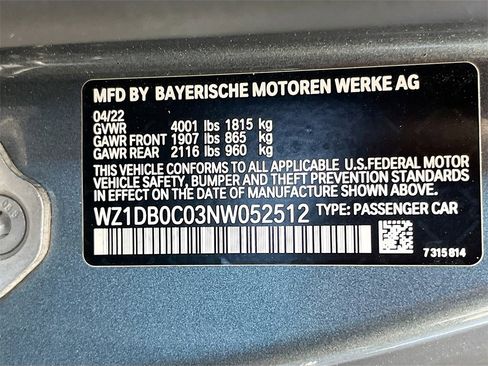 MFD BY BAYERISCHE MOTOREN WERKE AG
04/22
GVWR 4001 lbs 1815 kg
GAWR FRONT 1907 lbs 865 kg
GAWR REAR 2116 lbs 960 kg
THIS VEHICLE CONFORMS TO ALL APPLICABLE U.S.FEDERAL MOTOR
VEHICLE SAFETY, BUMPER AND THEFT PREVENTION STANDARDS
IN EFFECT ON THE DATE OF MANUFACTURE SHOWN ABOVE.
WZ1DB0C03NW052512 TYPE: PASSENGER CAR
7315814